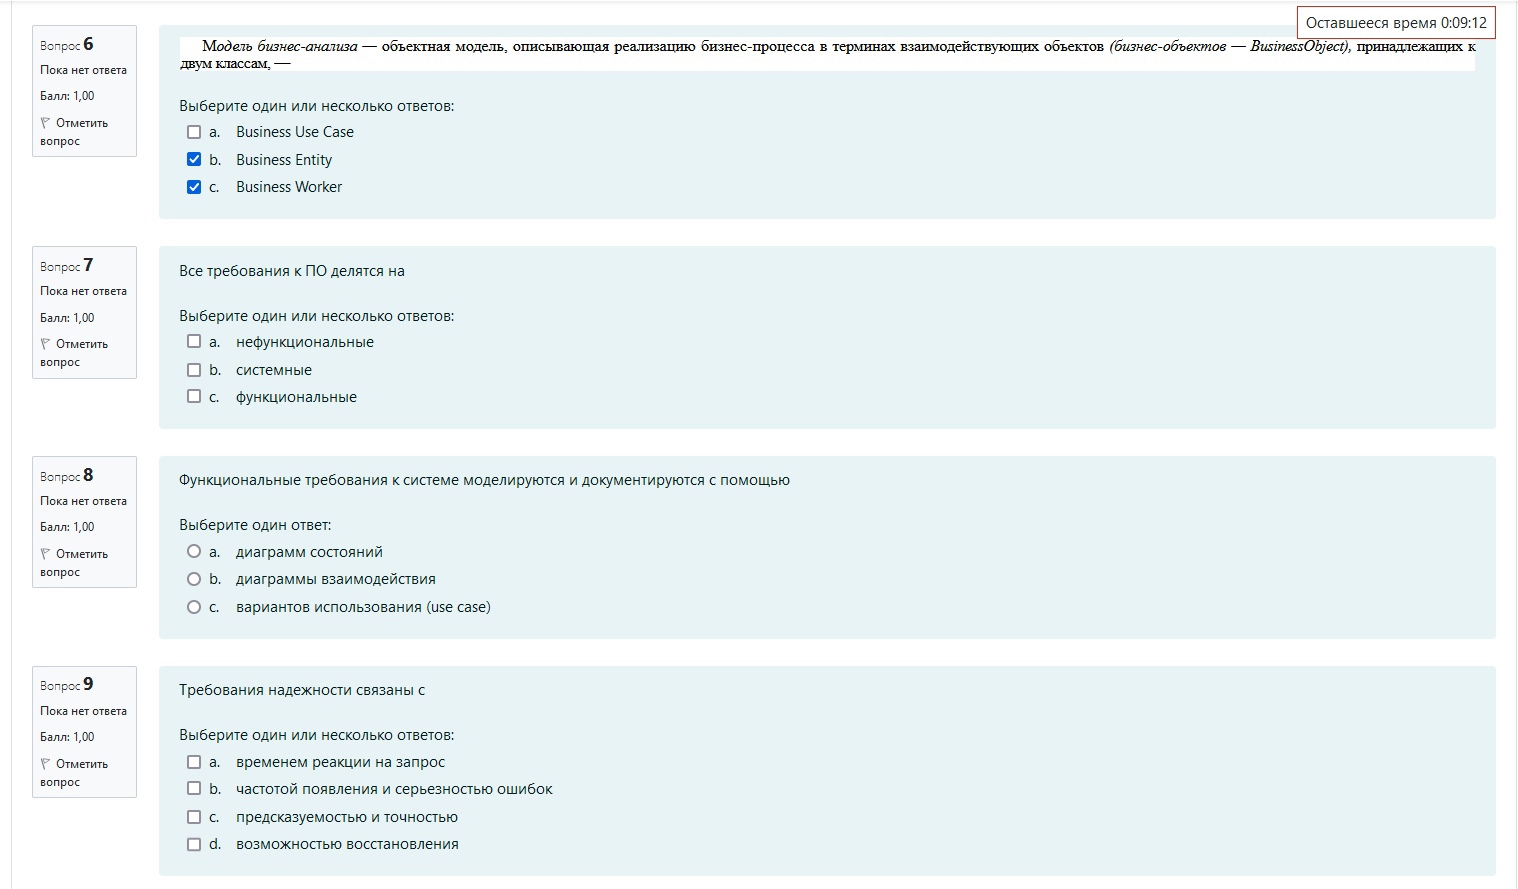 Оставшееся время 0:09:12
Вопрос 6
Пока нет ответа
Балл: 1,00
Отметить
вопрос
Модель бизнес-анализа — объектная модель, описывающая реализацию бизнес-процесса в терминах взаимодействующих объектов (бизнес-объектов — BusinessObject), принадлежащих к
двум классам, —
Выберите один или несколько ответов:
a. Business Use Case
b. Business Entity
c. Business Worker
Вопрос 7
Пока нет ответа
Балл: 1,00
Отметить
вопрос
Все требования к ПО делятся на
Выберите один или несколько ответов:
a. нефункциональные
b. системные
c. функциональные
Вопрос 8
Пока нет ответа
Балл: 1,00
Отметить
вопрос
Функциональные требования к системе моделируются и документируются с помощью
Выберите один ответ:
a. диаграмм состояний
b. диаграммы взаимодействия
c. вариантов использования (use case)
Вопрос 9
Пока нет ответа
Балл: 1,00
Отметить
вопрос
Требования надежности связаны с
Выберите один или несколько ответов:
a. временем реакции на запрос
b. частотой появления и серьезностью ошибок
c. предсказуемостью и точностью
d. возможностью восстановления